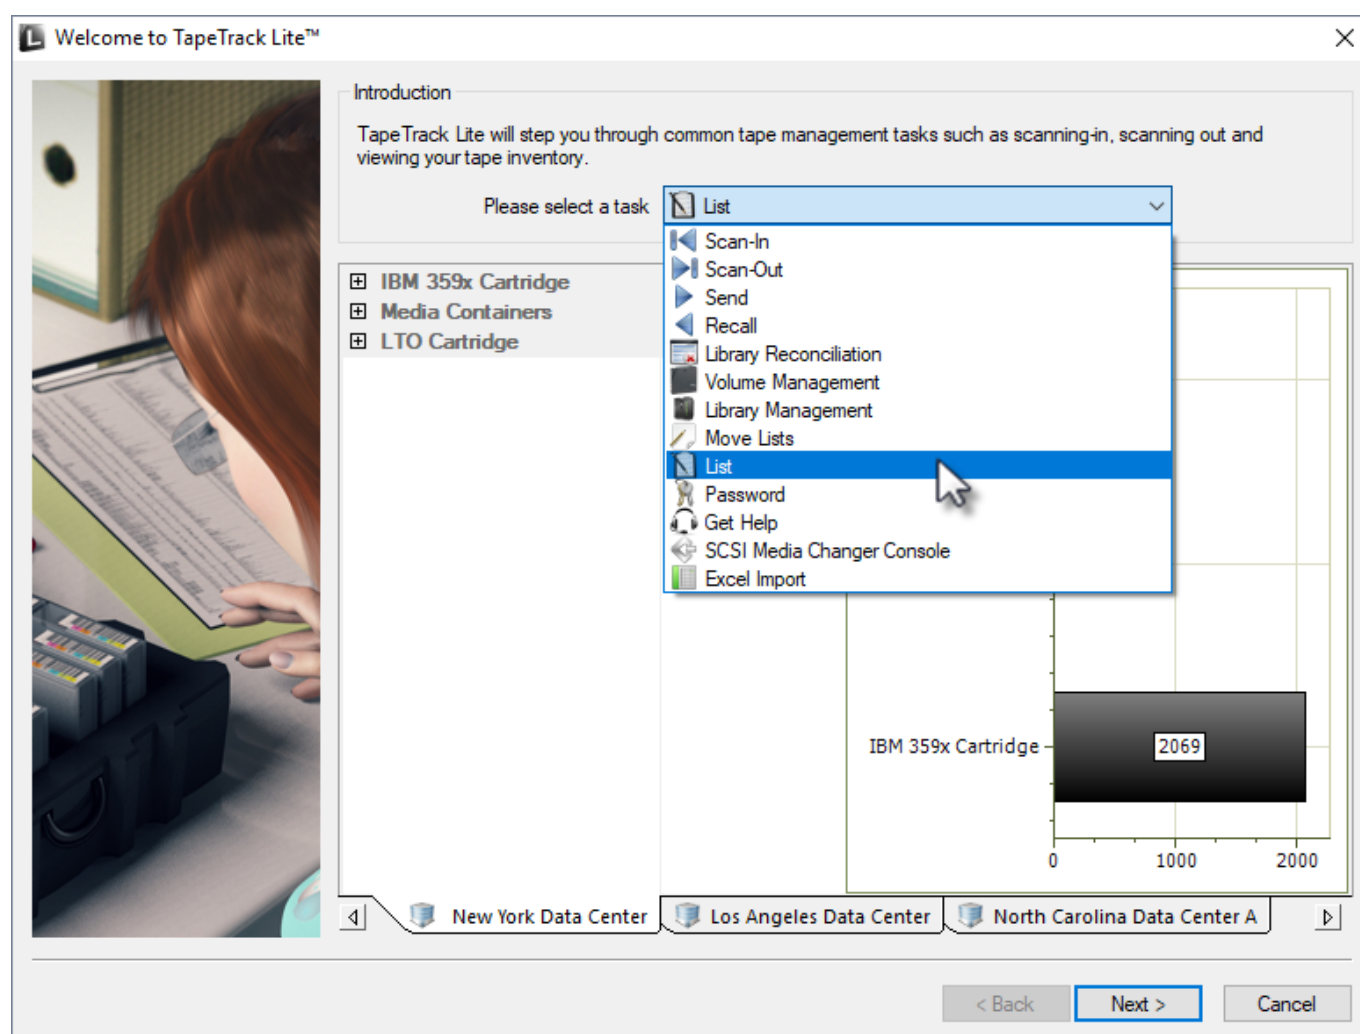 Welcome to TapeTrack Lite™
Introduction
TapeTrack Lite will step you through common tape management tasks such as scanning-in, scanning out and
viewing your tape inventory.
Please select a task
List
Scan-In
Scan-Out
Send
Recall
Library Reconciliation
Volume Management
Library Management
Move Lists
List
Password
Get Help
SCSI Media Changer Console
Excel Import
IBM 359x Cartridge
Media Containers
LTO Cartridge
IBM 359x Cartridge
2069
0 1000 2000
New York Data Center
Los Angeles Data Center
North Carolina Data Center A
< Back
Next >
Cancel